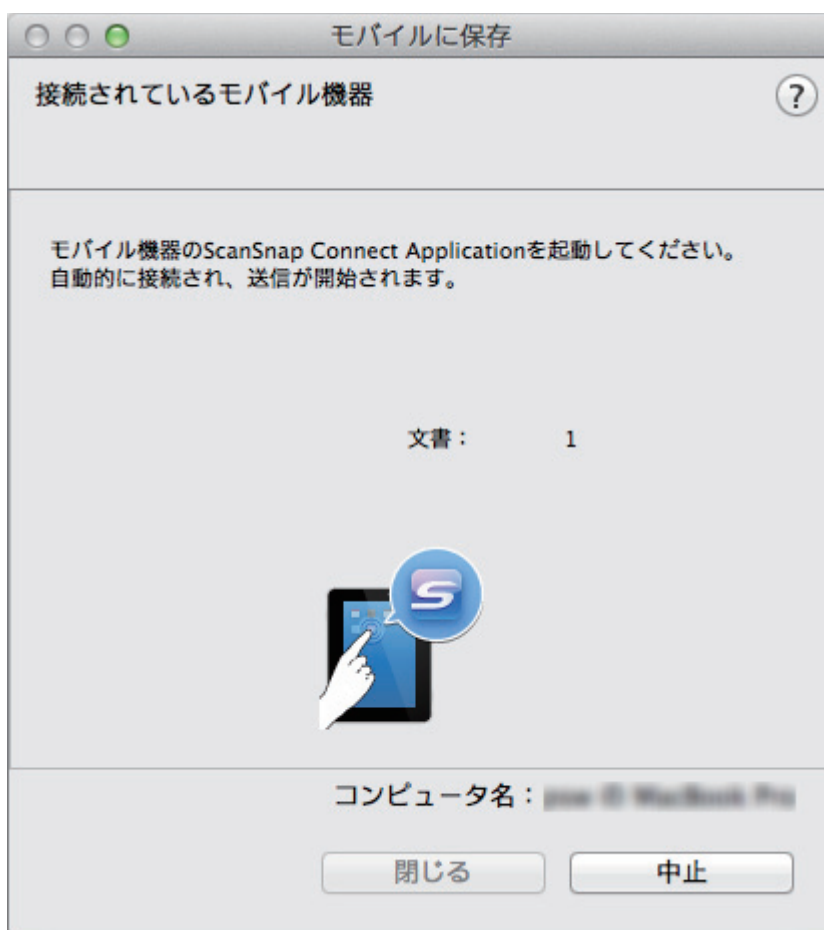 モバイルに保存
接続されているモバイル機器
?
モバイル機器のScanSnap Connect Applicationを起動してください。
自動的に接続され、送信が開始されます。
文書： 1
S
コンピュータ名：
閉じる 中止